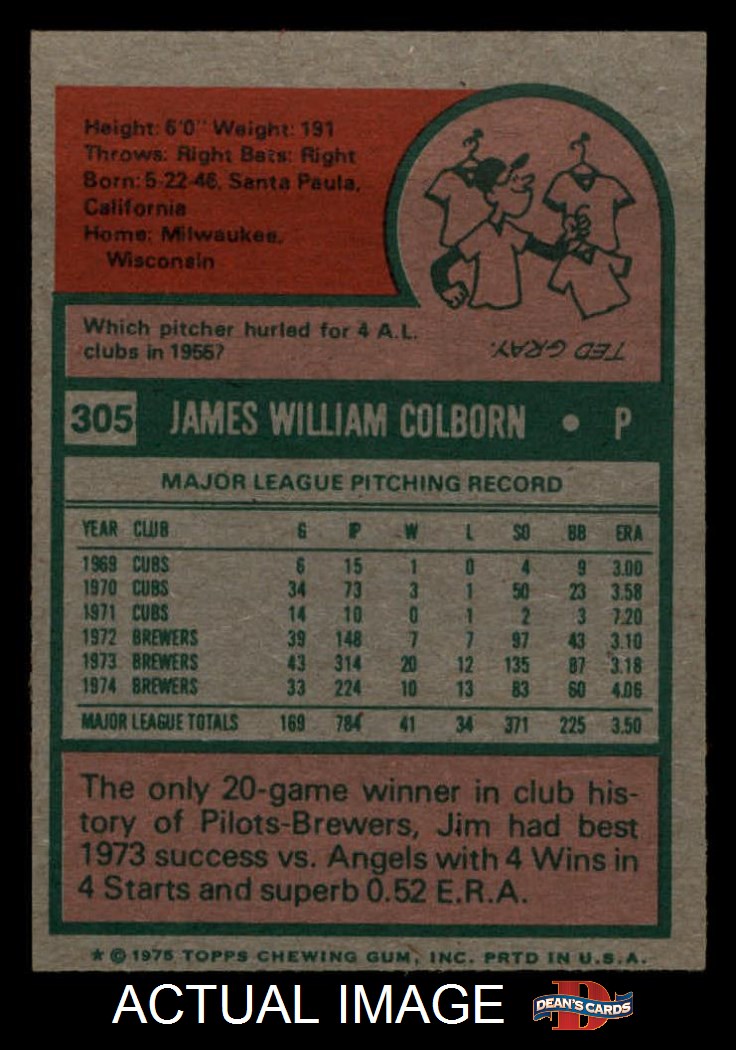 Height: 6'0" Weight: 191
Throws: Right Bats: Right
Born: 5-22-46, Santa Paula,
California
Home: Milwaukee,
Wisconsin
Which pitcher hurled for 4 A.L.
clubs in 1955?
TED GRAY.
305 JAMES WILLIAM COLBORN • P
MAJOR LEAGUE PITCHING RECORD
YEAR CLUB G IP W L SO BB ERA
1969 CUBS 6 15 1 0 4 9 3.00
1970 CUBS 34 73 3 1 50 23 3.58
1971 CUBS 14 10 0 1 2 3 7.20
1972 BREWERS 39 148 7 7 97 43 3.10
1973 BREWERS 43 314 20 12 135 87 3.18
1974 BREWERS 33 224 10 13 83 60 4.06
MAJOR LEAGUE TOTALS 169 784 41 34 371 225 3.50
The only 20-game winner in club his-
tory of Pilots-Brewers, Jim had best
1973 success vs. Angels with 4 Wins in
4 Starts and superb 0.52 E.R.A.
* © 1975 TOPPS CHEWING GUM, INC. PRTD IN U.S.A.
ACTUAL IMAGE
DEAN'S CARDS